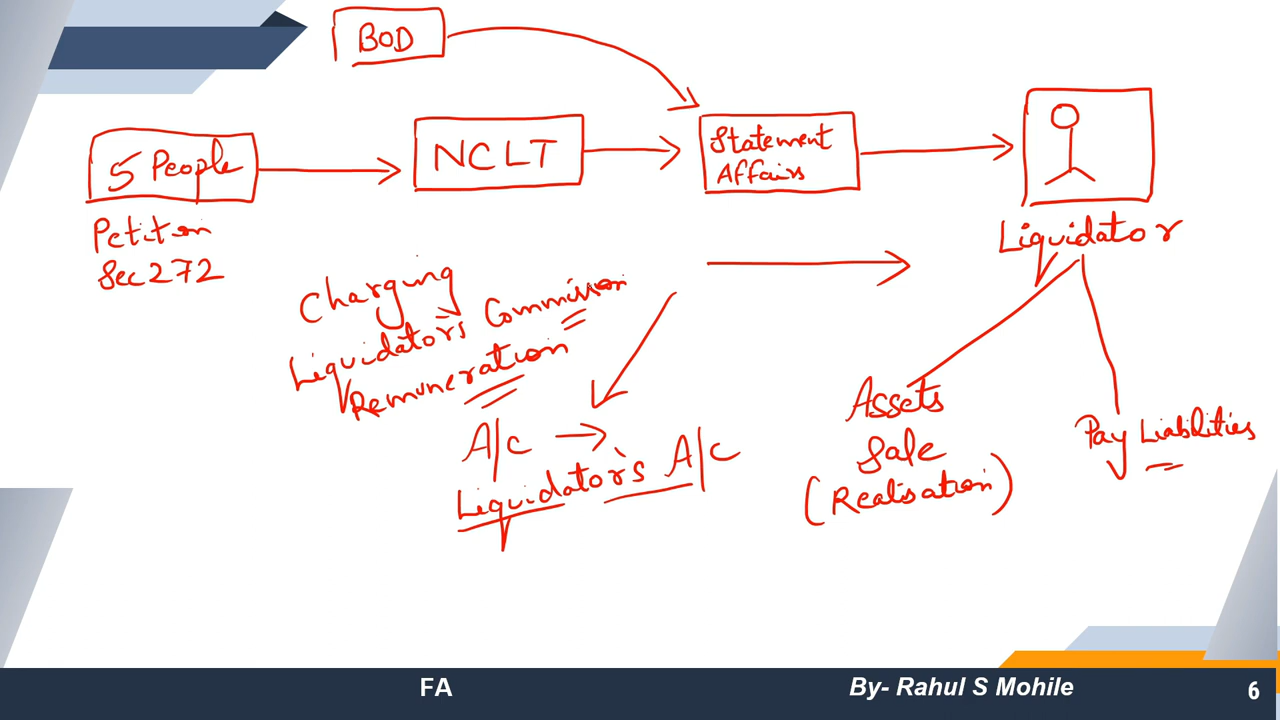 BOD
5 People
NCLT
Statement
Affairs
Petition
Sec 272
Liquidator
Charging
Liquidators Commission
Remuneration
A/c
Liquidator's A/c
Assets
Sale
(Realisation)
Pay Liabilities
FA
By- Rahul S Mohile
6